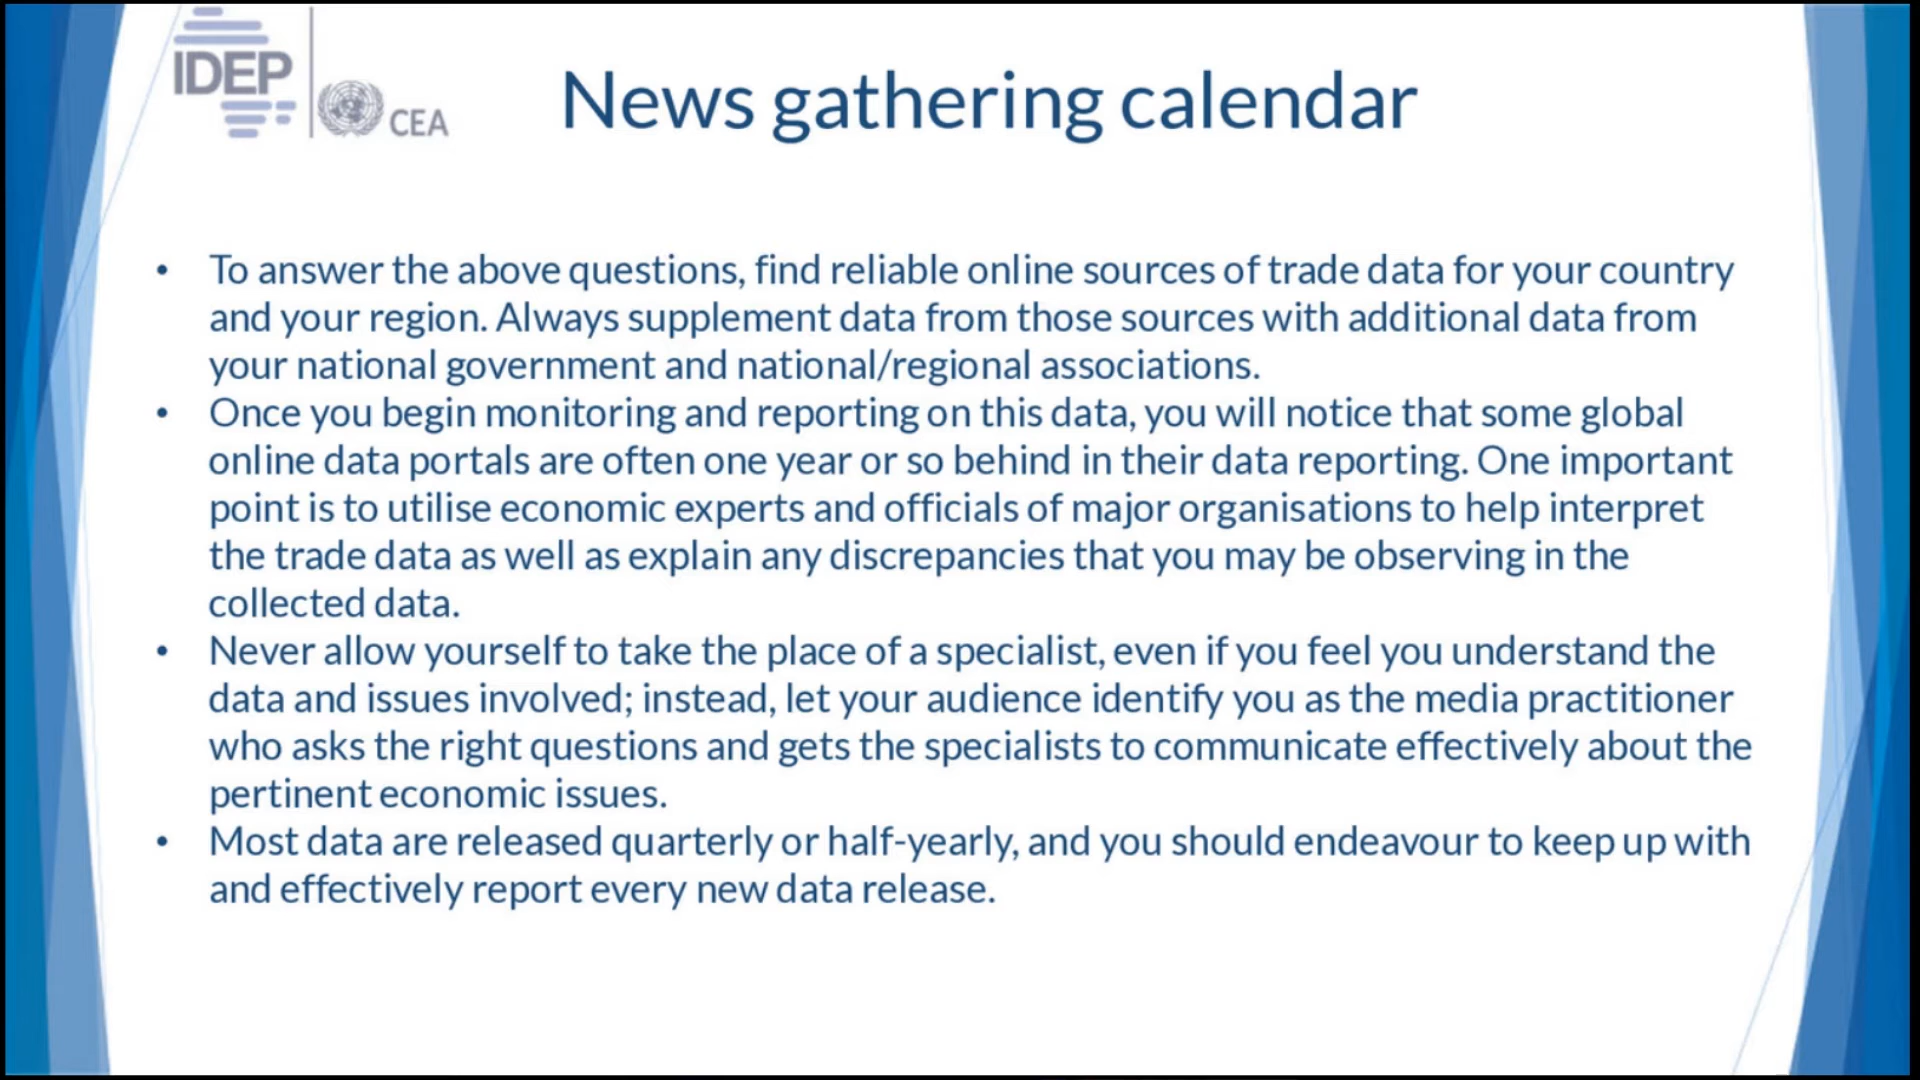 IDEP
CEA
News gathering calendar
• To answer the above questions, find reliable online sources of trade data for your country
and your region. Always supplement data from those sources with additional data from
your national government and national/regional associations.
• Once you begin monitoring and reporting on this data, you will notice that some global
online data portals are often one year or so behind in their data reporting. One important
point is to utilise economic experts and officials of major organisations to help interpret
the trade data as well as explain any discrepancies that you may be observing in the
collected data.
• Never allow yourself to take the place of a specialist, even if you feel you understand the
data and issues involved; instead, let your audience identify you as the media practitioner
who asks the right questions and gets the specialists to communicate effectively about the
pertinent economic issues.
• Most data are released quarterly or half-yearly, and you should endeavour to keep up with
and effectively report every new data release.